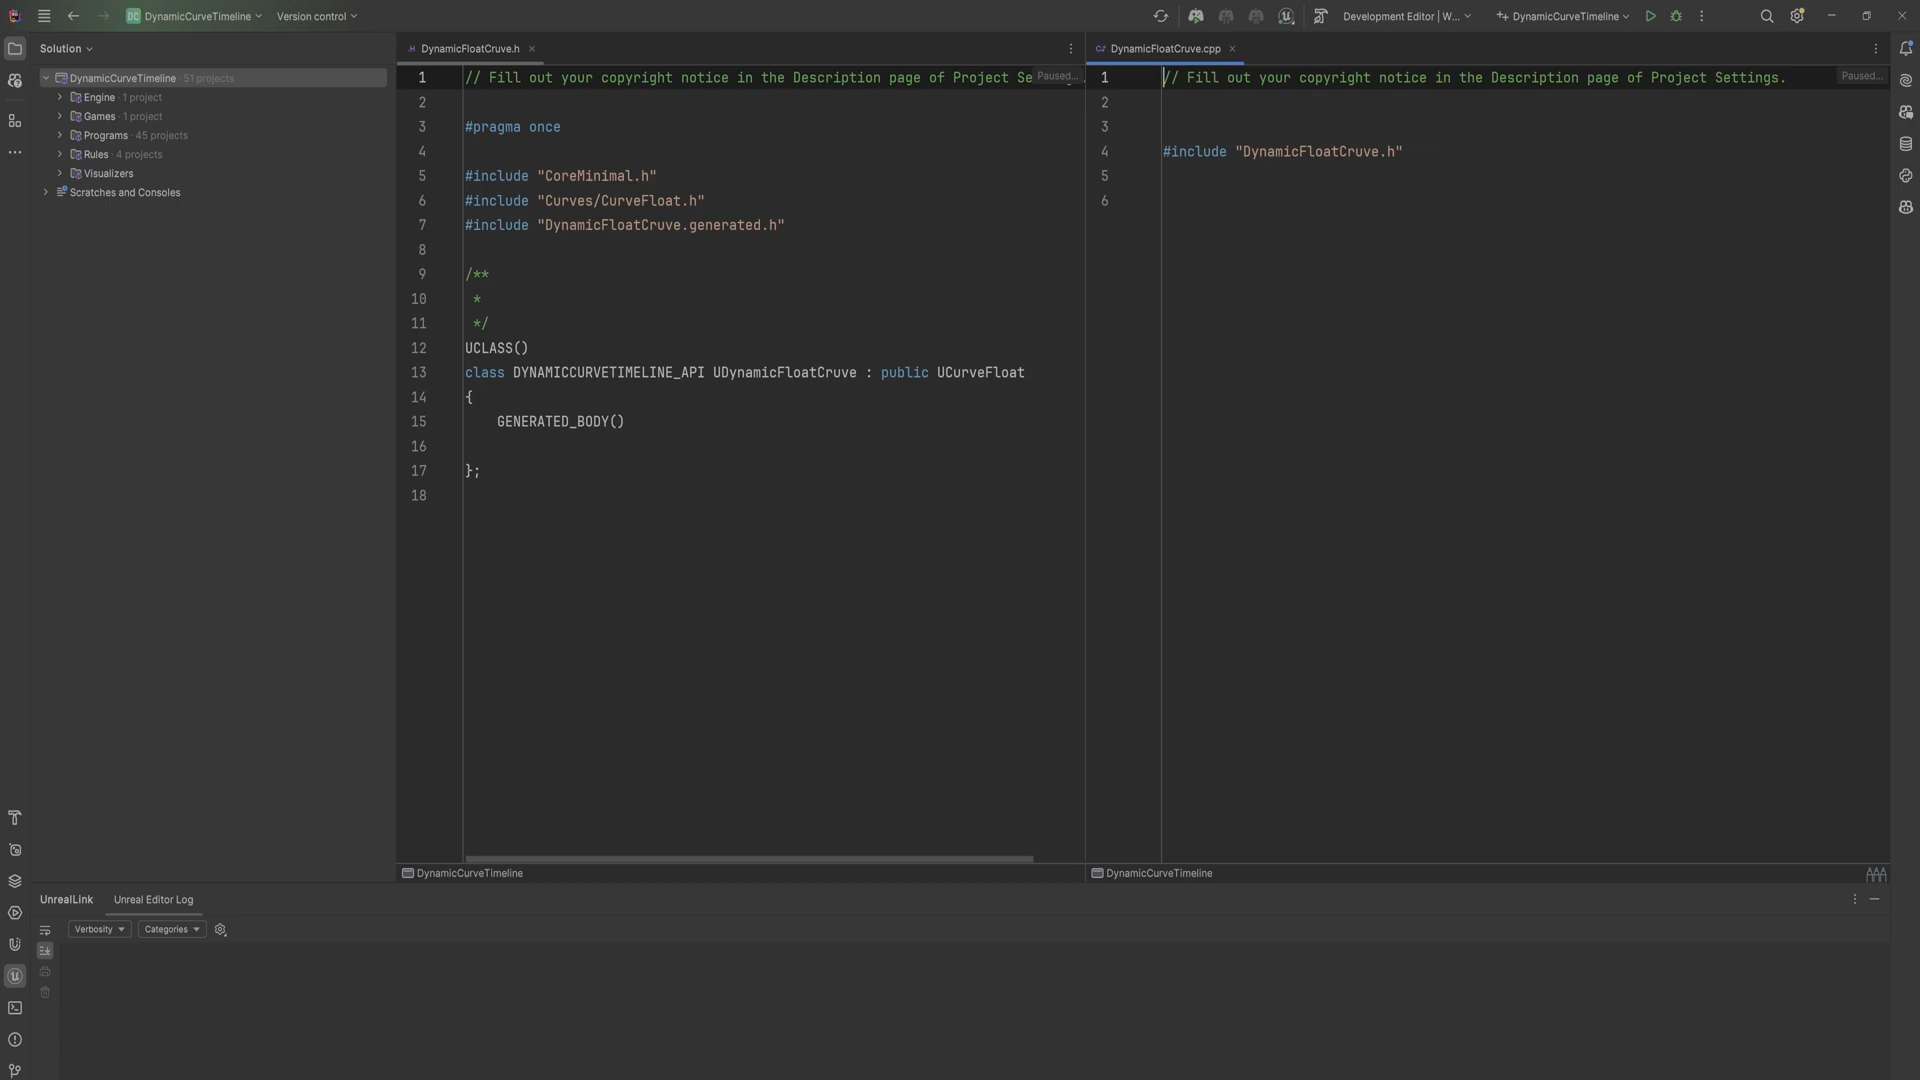 DC DynamicCurveTimeline
Version control
Development Editor | W...
DynamicCurveTimeline
Solution
DynamicCurveTimeline · 51 projects
Engine · 1 project
Games · 1 project
Programs · 45 projects
Rules · 4 projects
Visualizers
Scratches and Consoles
DynamicFloatCruve.h
1 // Fill out your copyright notice in the Description page of Project Se
Paused...
2
3 #pragma once
4
5 #include "CoreMinimal.h"
6 #include "Curves/CurveFloat.h"
7 #include "DynamicFloatCruve.generated.h"
8
9 /**
10 *
11 */
12 UCLASS()
13 class DYNAMICCURVETIMELINE_API UDynamicFloatCruve : public UCurveFloat
14 {
15 GENERATED_BODY()
16
17 };
18
DynamicCurveTimeline
DynamicFloatCruve.cpp
1 // Fill out your copyright notice in the Description page of Project Settings.
Paused...
2
3
4 #include "DynamicFloatCruve.h"
5
6
DynamicCurveTimeline
UnrealLink
Unreal Editor Log
Verbosity
Categories